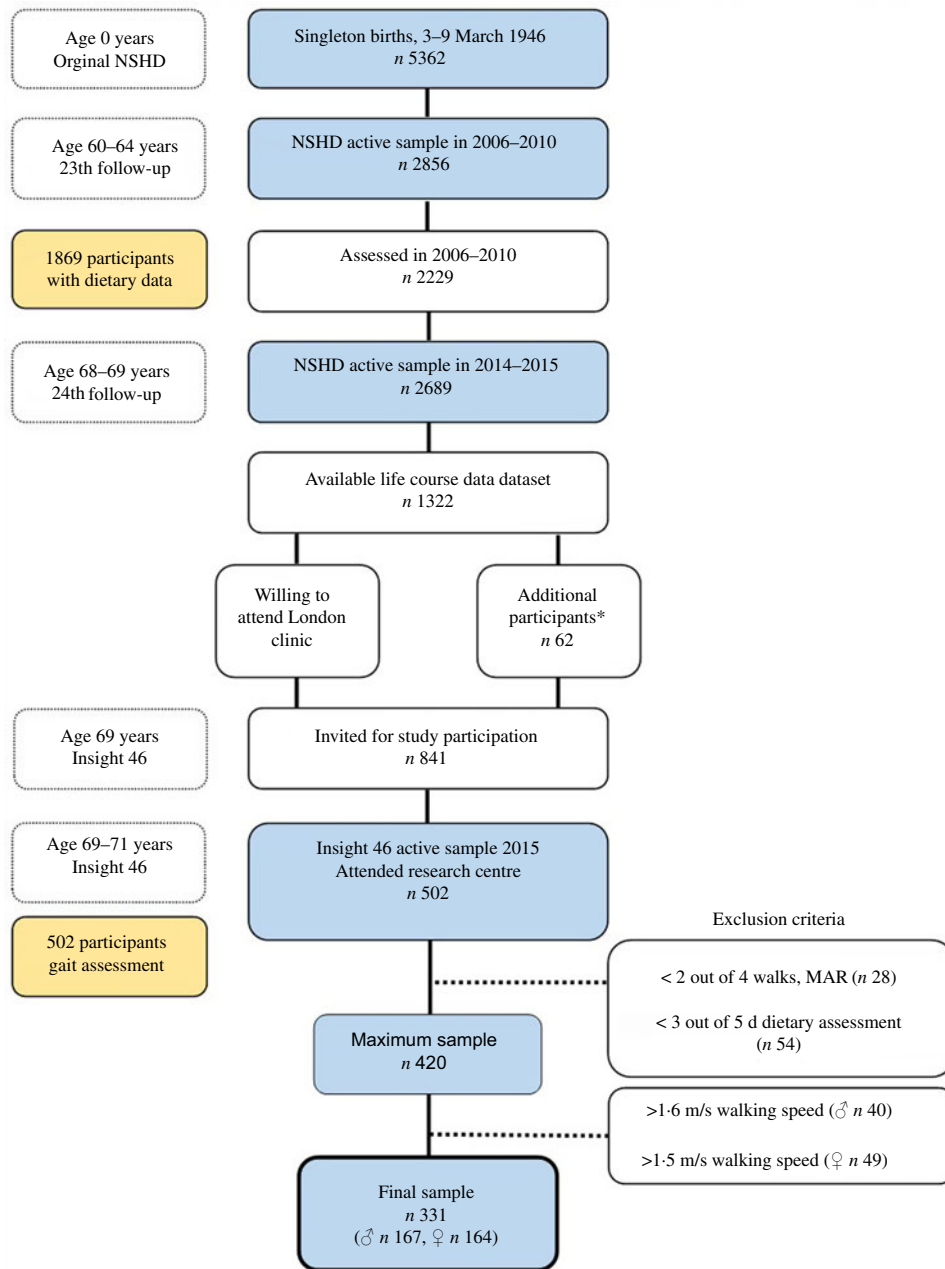 Age 0 years
Orginal NSHD
Singleton births, 3–9 March 1946
n 5362
Age 60–64 years
23th follow-up
NSHD active sample in 2006–2010
n 2856
1869 participants
with dietary data
Assessed in 2006–2010
n 2229
Age 68–69 years
24th follow-up
NSHD active sample in 2014–2015
n 2689
Available life course data dataset
n 1322
Willing to
attend London
clinic
Additional
participants*
n 62
Age 69 years
Insight 46
Invited for study participation
n 841
Age 69–71 years
Insight 46
Insight 46 active sample 2015
Attended research centre
n 502
502 participants
gait assessment
Exclusion criteria
< 2 out of 4 walks, MAR (n 28)
< 3 out of 5 d dietary assessment
(n 54)
Maximum sample
n 420
>1·6 m/s walking speed (♂ n 40)
>1·5 m/s walking speed (♀ n 49)
Final sample
n 331
(♂ n 167, ♀ n 164)